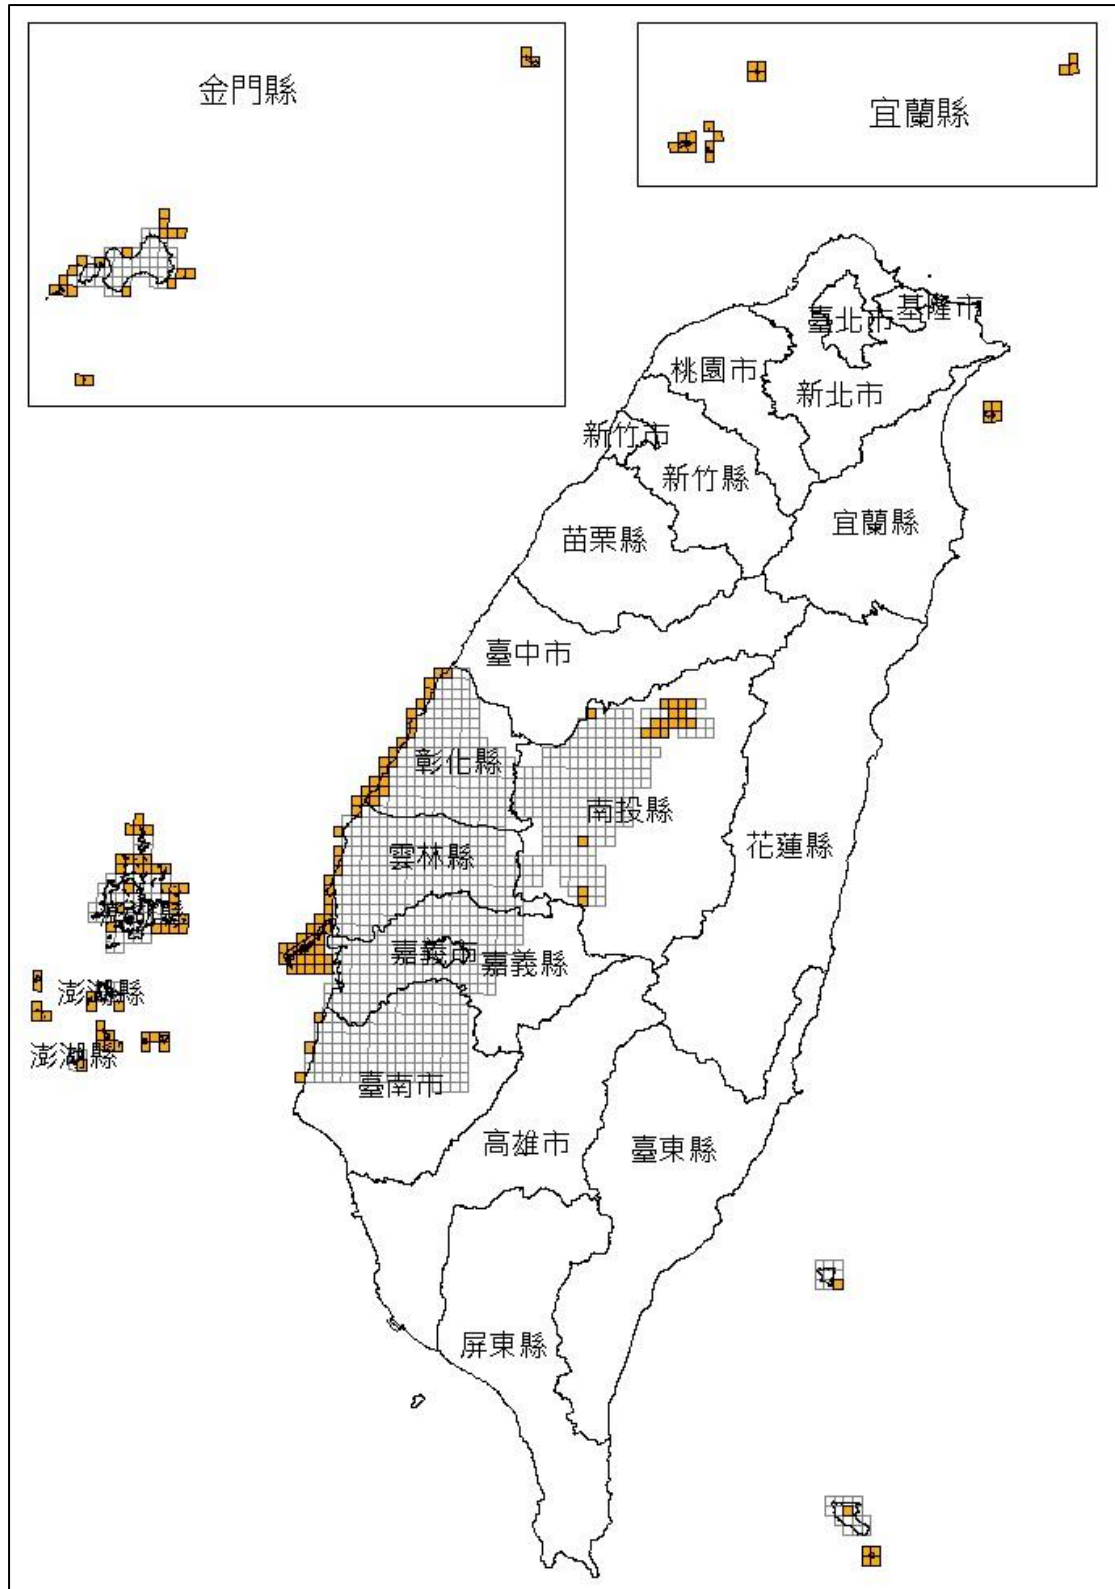 金門縣
宜蘭縣
臺北市
基隆市
桃園市
新北市
新竹市
新竹縣
苗栗縣
宜蘭縣
臺中市
彰化縣
南投縣
雲林縣
花蓮縣
嘉義市
嘉義縣
澎湖縣
澎湖縣
臺南市
高雄市
臺東縣
屏東縣